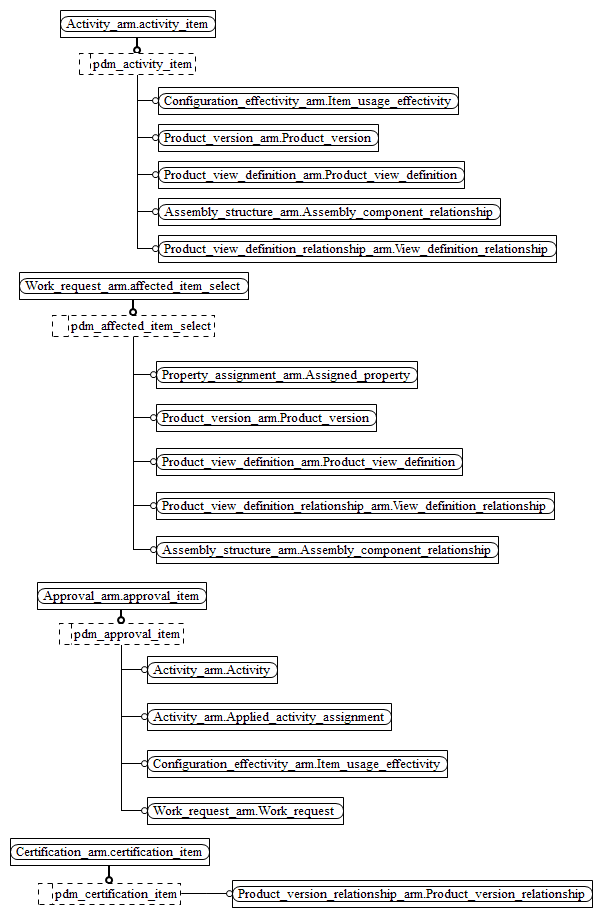 Activity_arm.activity_item
pdm_activity_item
Configuration_effectivity_arm.Item_usage_effectivity
Product_version_arm.Product_version
Product_view_definition_arm.Product_view_definition
Assembly_structure_arm.Assembly_component_relationship
Product_view_definition_relationship_arm.View_definition_relationship
Work_request_arm.affected_item_select
pdm_affected_item_select
Property_assignment_arm.Assigned_property
Product_version_arm.Product_version
Product_view_definition_arm.Product_view_definition
Product_view_definition_relationship_arm.View_definition_relationship
Assembly_structure_arm.Assembly_component_relationship
Approval_arm.approval_item
pdm_approval_item
Activity_arm.Activity
Activity_arm.Applied_activity_assignment
Configuration_effectivity_arm.Item_usage_effectivity
Work_request_arm.Work_request
Certification_arm.certification_item
pdm_certification_item
Product_version_relationship_arm.Product_version_relationship